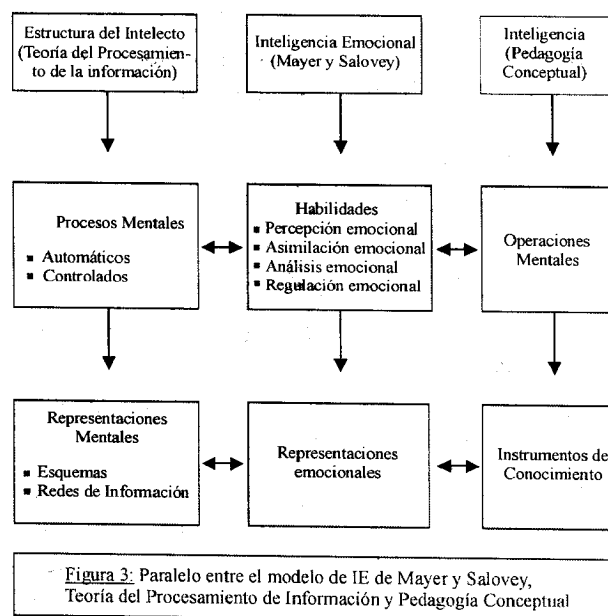 Estructura del Intelecto
(Teoría del Procesamien-
to de la información)
Inteligencia Emocional
(Mayer y Salovey)
Inteligencia
(Pedagogía
Conceptual)
Procesos Mentales
▪ Automáticos
▪ Controlados
Habilidades
▪ Percepción emocional
▪ Asimilación emocional
▪ Análisis emocional
▪ Regulación emocional
Operaciones
Mentales
Representaciones
Mentales
▪ Esquemas
▪ Redes de Información
Representaciones
emocionales
Instrumentos de
Conocimiento
Figura 3: Paralelo entre el modelo de IE de Mayer y Salovey,
Teoría del Procesamiento de Información y Pedagogía Conceptual